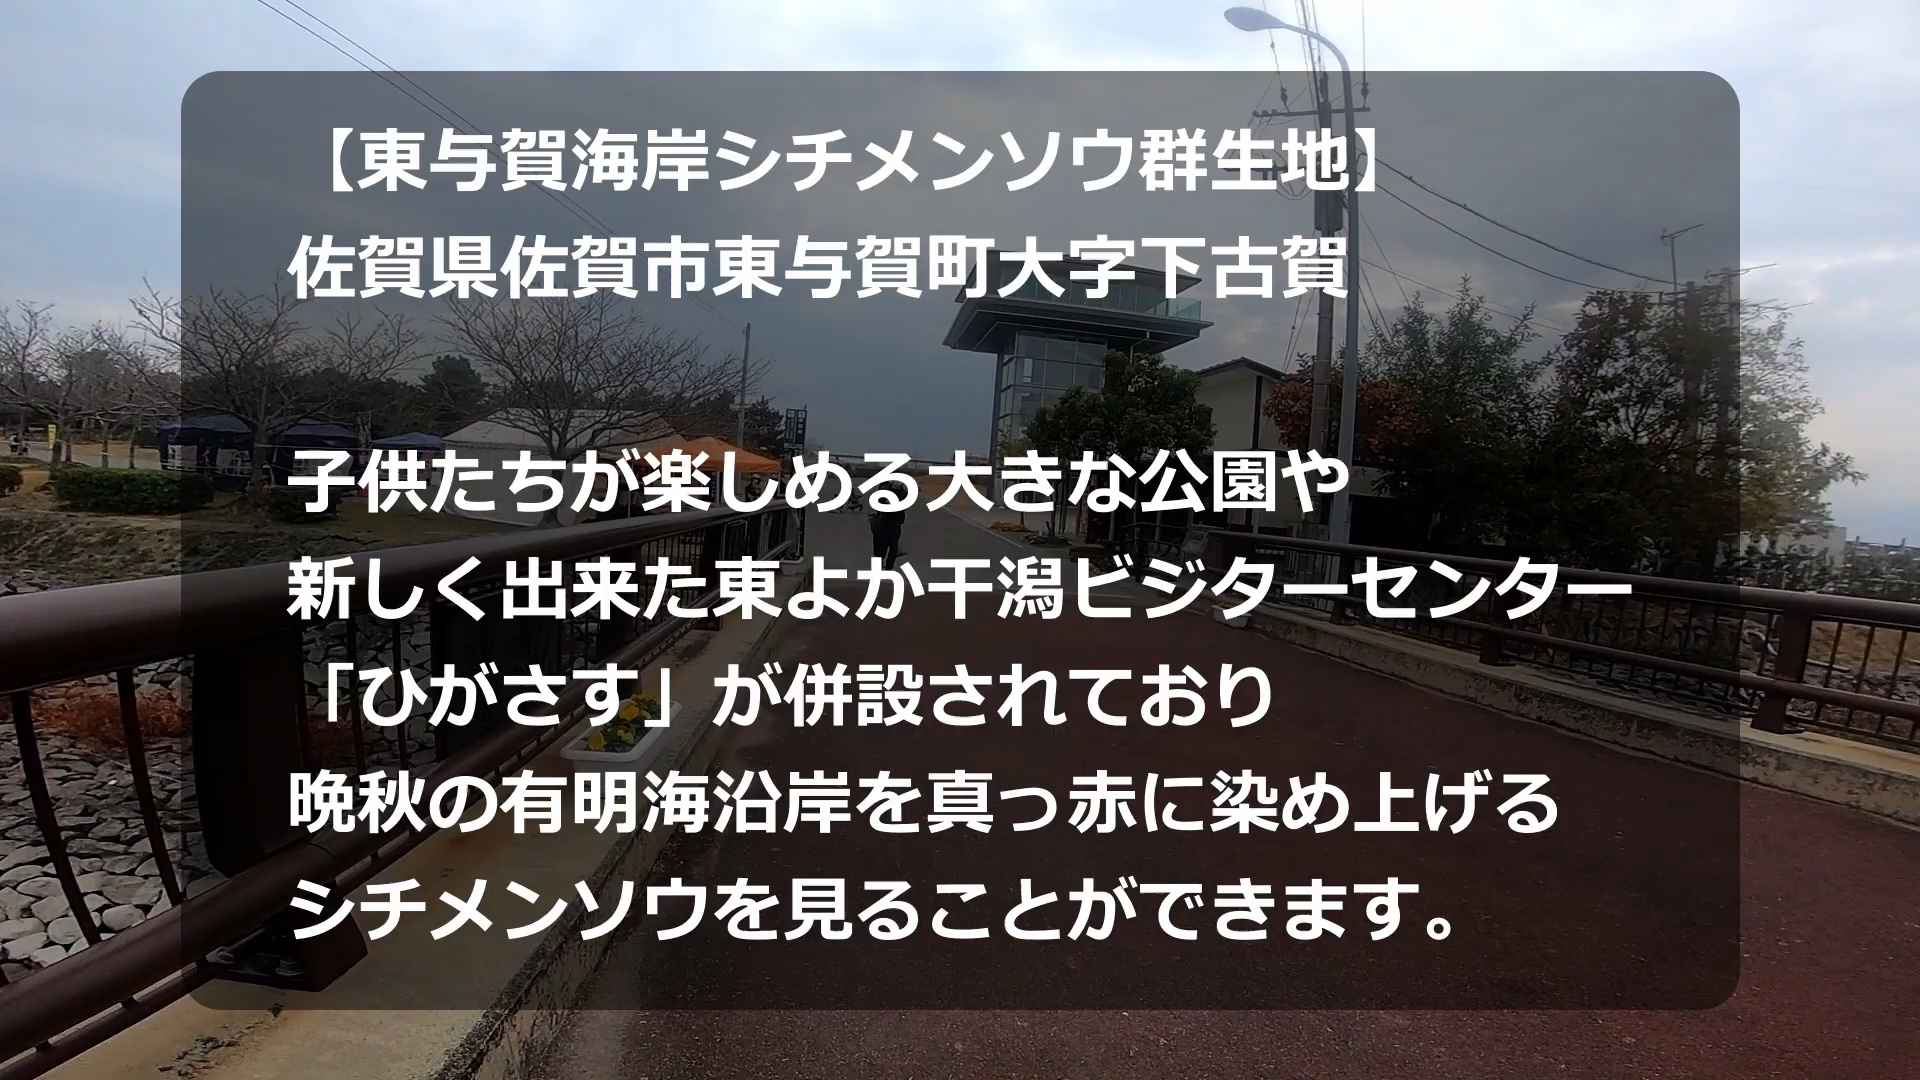 【東与賀海岸シチメンソウ群生地】
佐賀県佐賀市東与賀町大字下古賀
子供たちが楽しめる大きな公園や
新しく出来た東よか干潟ビジターセンター
「ひがさす」が併設されており
晩秋の有明海沿岸を真っ赤に染め上げる
シチメンソウを見ることができます。